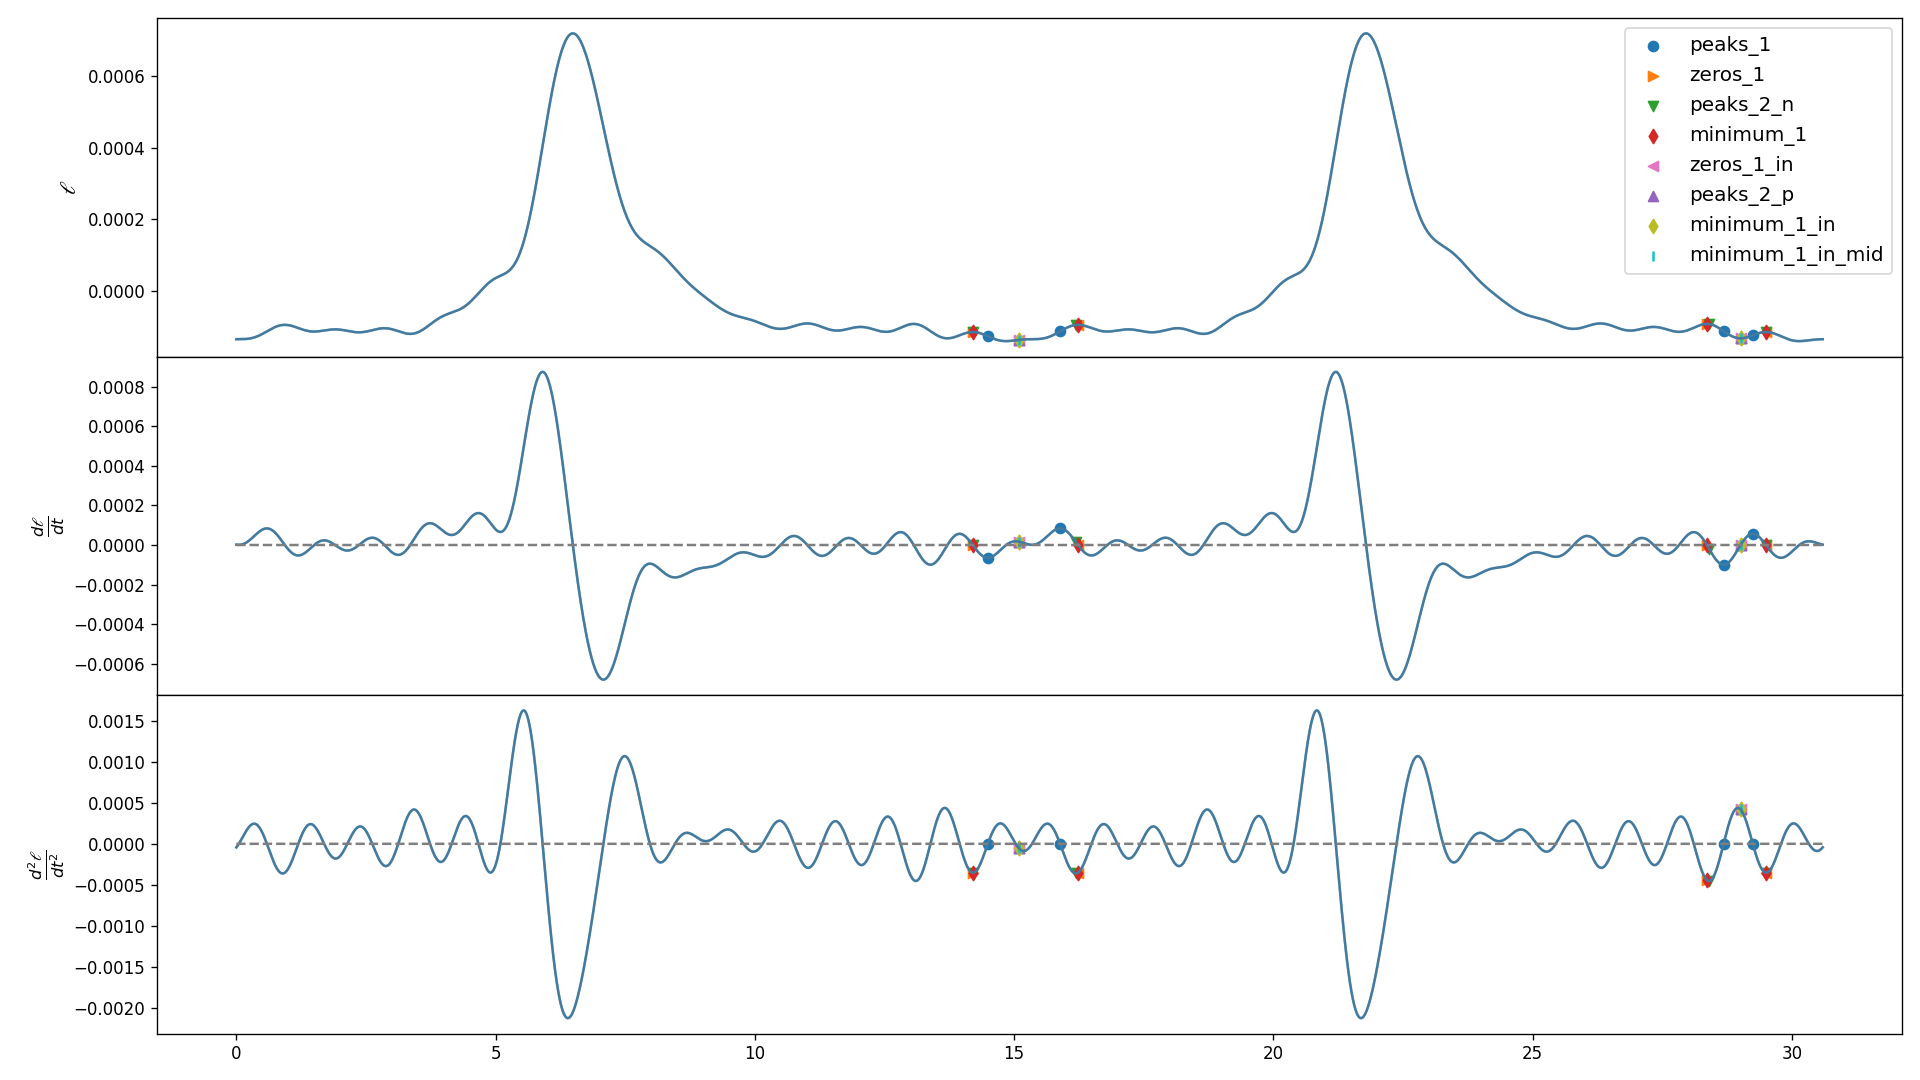 0.0006
0.0004
0.0002
0.0000
ℓ
peaks_1
zeros_1
peaks_2_n
minimum_1
zeros_1_in
peaks_2_p
minimum_1_in
minimum_1_in_mid
0.0008
0.0006
0.0004
0.0002
0.0000
−0.0002
−0.0004
−0.0006
dℓ
dt
0.0015
0.0010
0.0005
0.0000
−0.0005
−0.0010
−0.0015
−0.0020
d²ℓ
dt²
0 5 10 15 20 25 30